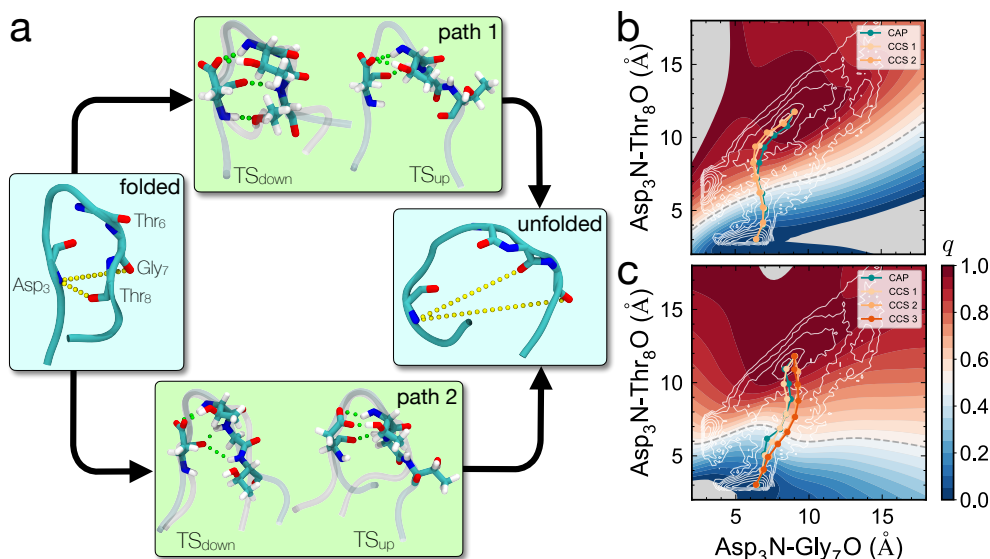 a
path 1
TSdown
TSup
folded
Thr6
Gly7
Asp3
Thr8
unfolded
path 2
TSdown
TSup
b
CAP
CCS 1
CCS 2
Asp3N-Thr8O (Å)
15
10
5
c
CAP
CCS 1
CCS 2
CCS 3
Asp3N-Thr8O (Å)
15
10
5
5
10
15
Asp3N-Gly7O (Å)
q
1.0
0.8
0.6
0.4
0.2
0.0